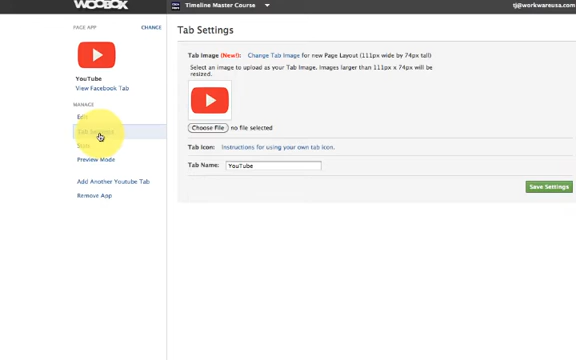 WOOBOX
Timeline Master Course
tj@workwareusa.com
PAGE APP
CHANGE
YouTube
View Facebook Tab
MANAGE
Edit
Tab Settings
Stats
Preview Mode
Add Another Youtube Tab
Remove App
Tab Settings
Tab Image (New!): Change Tab Image for new Page Layout (111px wide by 74px tall)
Select an image to upload as your Tab Image. Images larger than 111px x 74px will be
resized.
Choose File no file selected
Tab Icon: Instructions for using your own tab icon.
Tab Name: YouTube
Save Settings